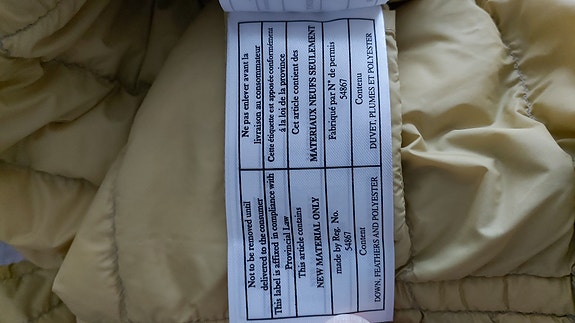 Not to be removed until
delivered to the consumer
This label is affixed in compliance with
Provincial Law
This article contains
NEW MATERIAL ONLY
made by Reg. No.
54867
Content
DOWN, FEATHERS AND POLYESTER
Ne pas enlever avant la
livraison au consommateur
Cette étiquette est apposée conformément
á la loi de la province
Cet article contient des
MATERIAUX NEUFS SEULEMENT
Fabriqué par N° de permis
54867
Contenu
DUVET, PLUMES ET POLYESTER